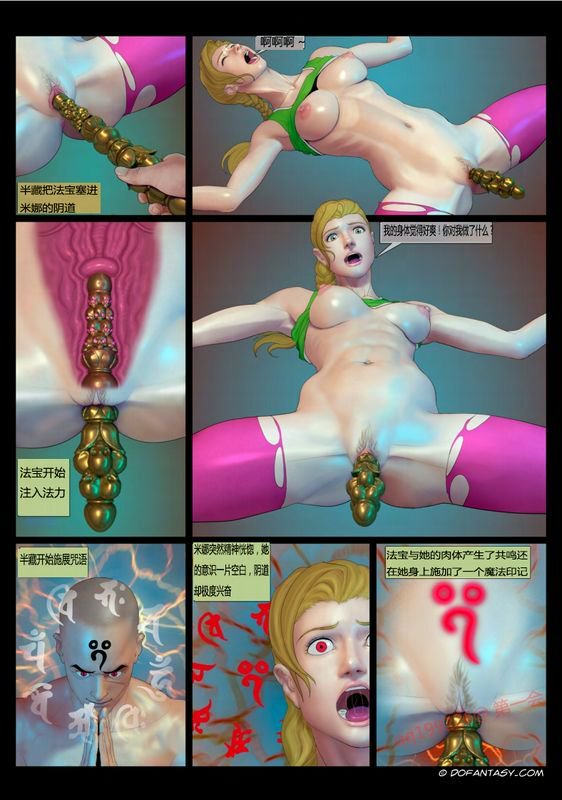 啊啊啊 ~
半藏把法宝塞进
米娜的阴道
我的身体觉得好奏！你对我做了什么？
法宝开始
注入法力
半藏开始施展咒语
米娜突然精神恍惚，她
的意识一片空白，阴道
却极度兴奋
法宝与她的肉体产生了共鸣还
在她身上施加了一个魔法印记
© DOFANTASY.COM